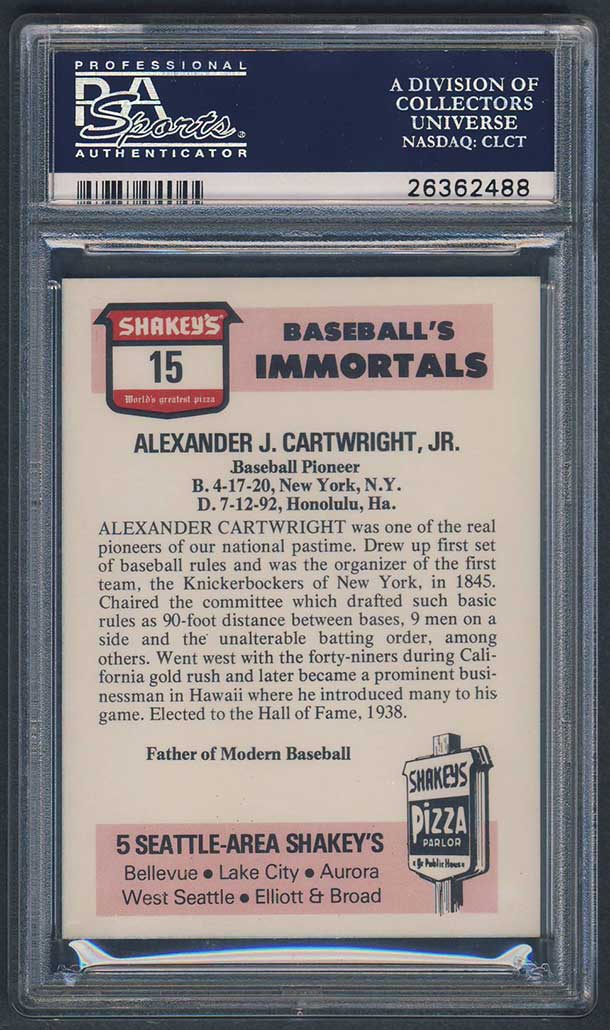 PROFESSIONAL
PSA
Sports
AUTHENTICATOR
A DIVISION OF
COLLECTORS
UNIVERSE
NASDAQ: CLCT
26362488
SHAKEY'S
15
World's greatest pizza
BASEBALL'S
IMMORTALS
ALEXANDER J. CARTWRIGHT, JR.
Baseball Pioneer
B. 4-17-20, New York, N.Y.
D. 7-12-92, Honolulu, Ha.
ALEXANDER CARTWRIGHT was one of the real
pioneers of our national pastime. Drew up first set
of baseball rules and was the organizer of the first
team, the Knickerbockers of New York, in 1845.
Chaired the committee which drafted such basic
rules as 90-foot distance between bases, 9 men on a
side and the unalterable batting order, among
others. Went west with the forty-niners during Cali-
fornia gold rush and later became a prominent busi-
nessman in Hawaii where he introduced many to his
game. Elected to the Hall of Fame, 1938.
Father of Modern Baseball
SHAKEY'S
PIZZA
PARLOR
& Public House
5 SEATTLE-AREA SHAKEY'S
Bellevue • Lake City • Aurora
West Seattle • Elliott & Broad